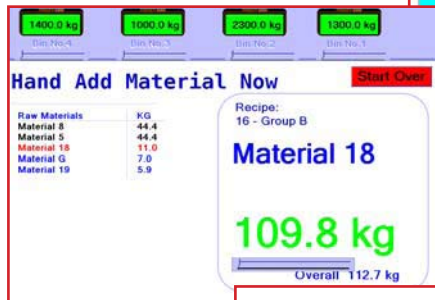 1400.0 kg 1000.0 kg 2300.0 kg 1300.0 kg
Bin No.4 Bin No.3 Bin No.2 Bin No.1
Hand Add Material Now
Start Over
Raw Materials KG
Material 8 44.4
Material 5 44.4
Material 18 11.0
Material G 7.0
Material 19 5.9
Recipe:
16 - Group B
Material 18
109.8 kg
Overall 112.7 kg